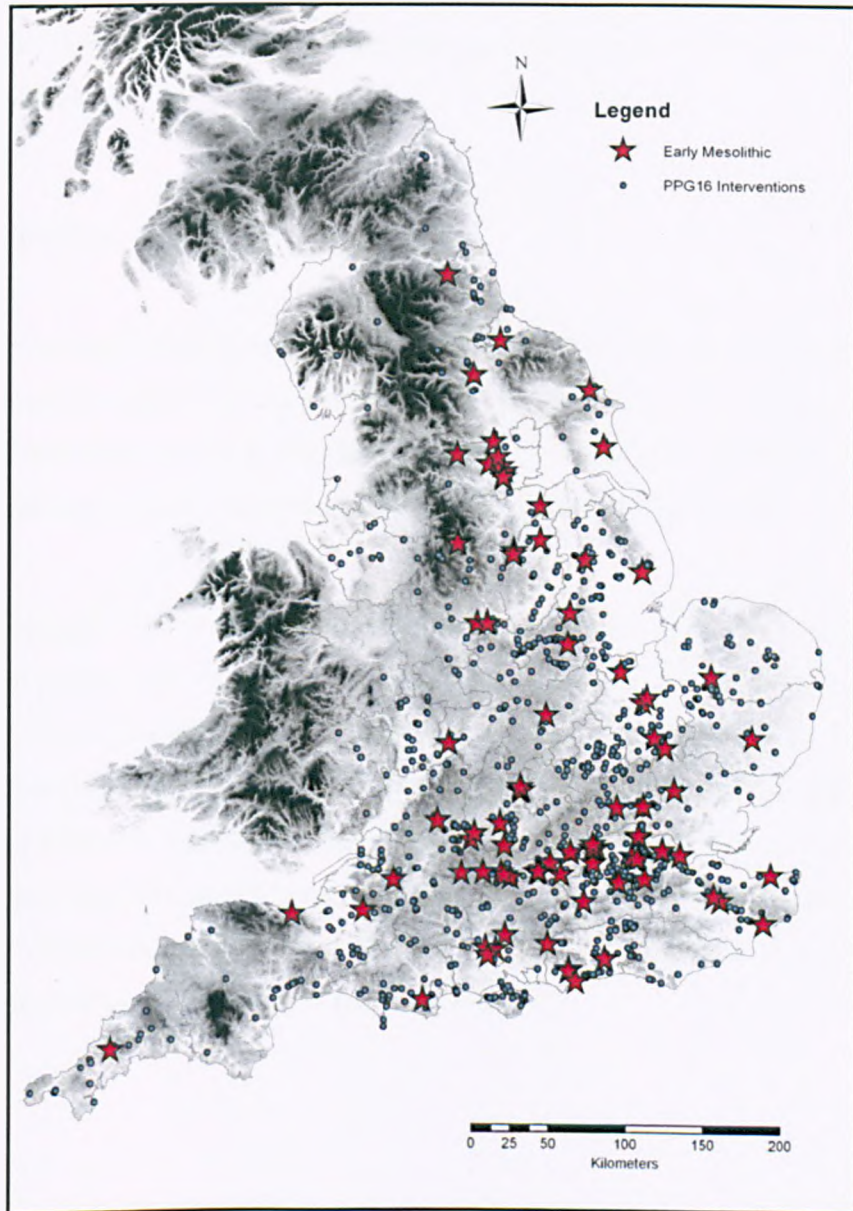 N
Legend
Early Mesolithic
PPG16 Interventions
0 25 50 100 150 200
Kilometers